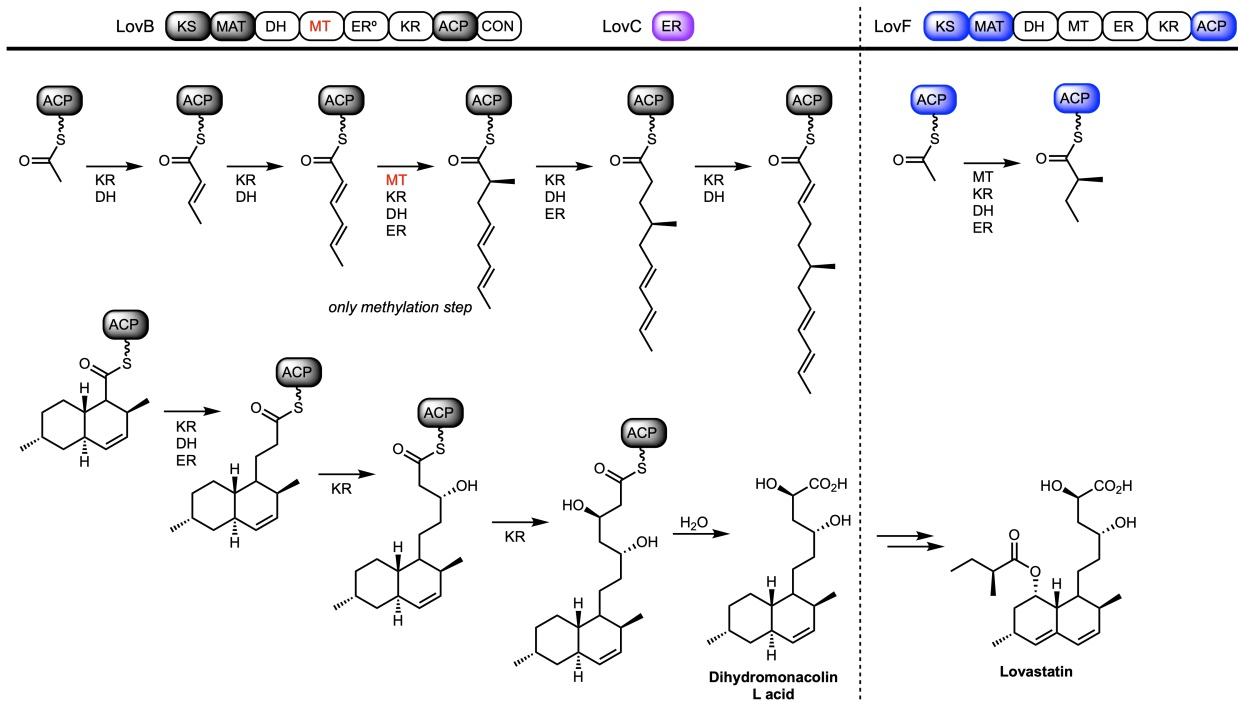 LovB KS MAT DH MT ERº KR ACP CON
LovC ER
LovF KS MAT DH MT ER KR ACP
ACP
S
O
KR
DH
ACP
S
O
KR
DH
ACP
S
O
MT
KR
DH
ER
only methylation step
ACP
S
O
KR
DH
ER
ACP
S
O
KR
DH
ACP
S
O
ACP
S
O
MT
KR
DH
ER
ACP
S
O
ACP
O
S
H
H
KR
DH
ER
ACP
O
S
H
H
KR
ACP
O
S
OH
H
H
KR
ACP
O
S
HO
OH
H
H
H₂O
HO CO₂H
OH
H
H
Dihydromonacolin
L acid
HO CO₂H
OH
O
O
H
Lovastatin